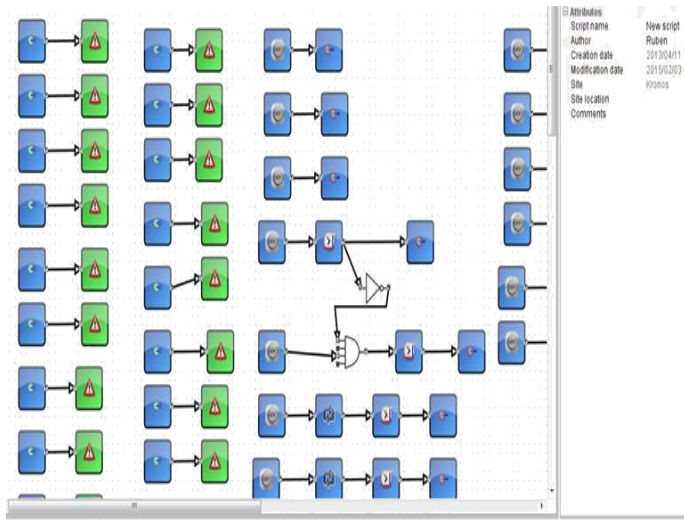 Attributes
Script name New script
Author Ruben
Creation date 2013/04/11
Modification date 2015/02/03
Site Kronos
Site location
Comments